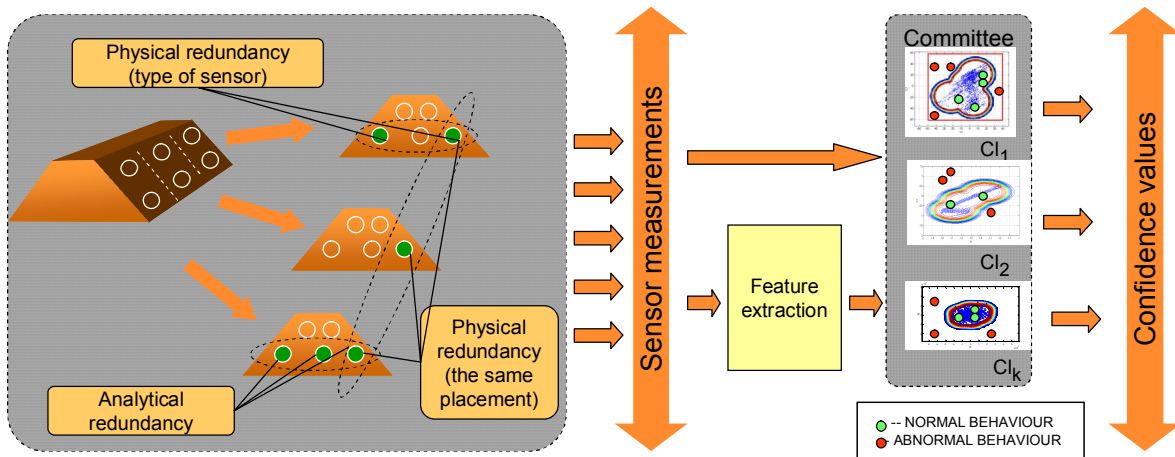 Physical redundancy
(type of sensor)
Analytical
redundancy
Physical
redundancy
(the same
placement)
Sensor measurements
Feature
extraction
Committee
Cl1
Cl2
Clk
-- NORMAL BEHAVIOUR
- ABNORMAL BEHAVIOUR
Confidence values